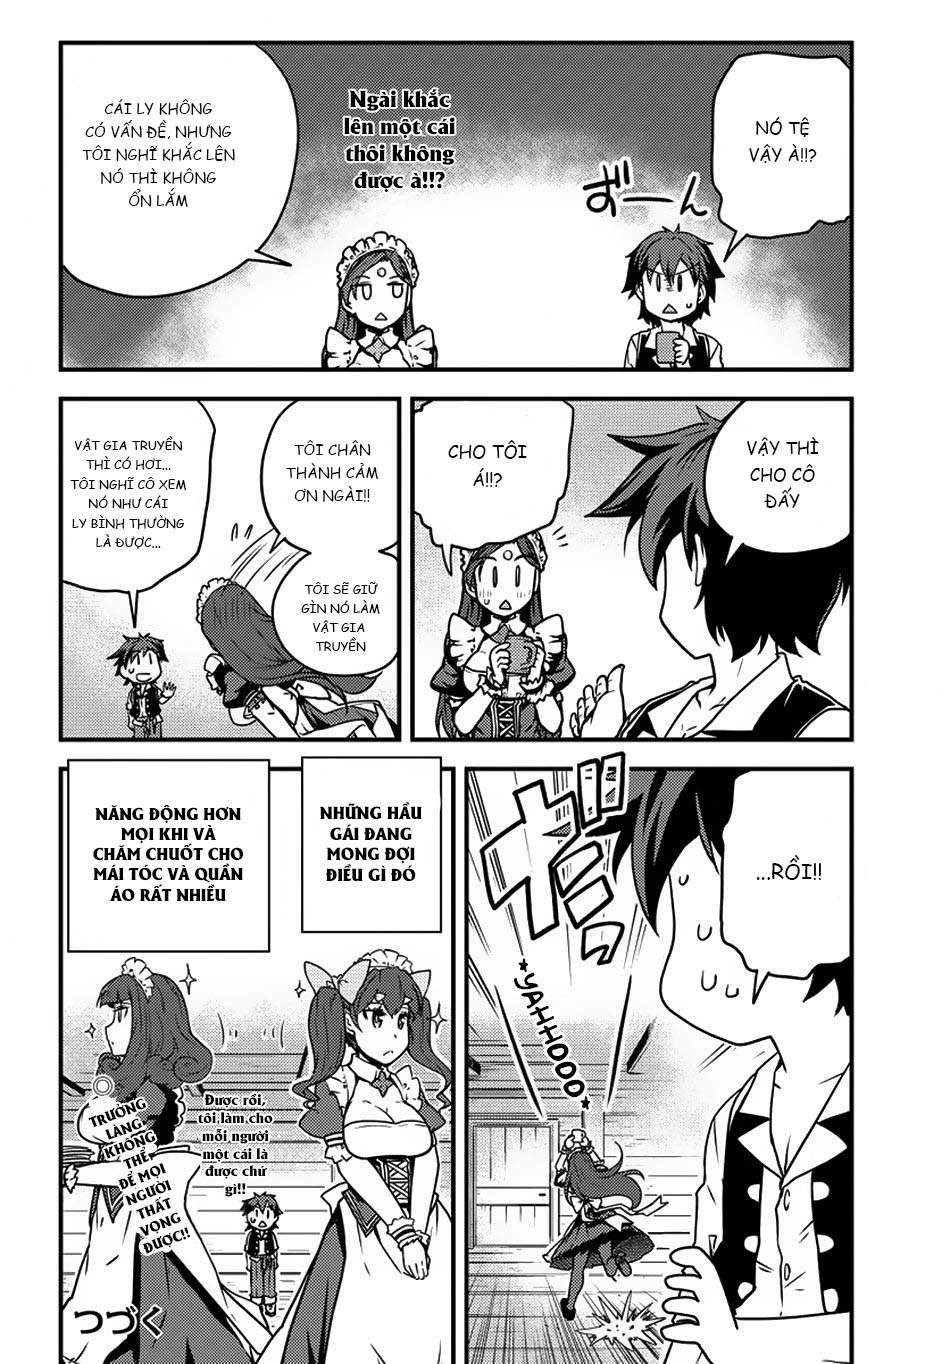 NÓ TỆ
VẬY À!!?
Ngài khắc
lên một cái
thôi không
được à!!?
CÁI LY KHÔNG
CÓ VẤN ĐỀ, NHƯNG
TÔI NGHĨ KHẮC LÊN
NÓ THÌ KHÔNG
ỔN LẮM
ずーん
VẬY THÌ
CHO CÔ
ĐẤY
CHO TÔI
Á!!?
TÔI CHÂN
THÀNH CẢM
ƠN NGÀI!!
TÔI SẼ GIỮ
GÌN NÓ LÀM
VẬT GIA
TRUYỀN
VẬT GIA TRUYỀN
THÌ CÓ HƠI...
TÔI NGHĨ CÔ XEM
NÓ NHƯ CÁI
LY BÌNH THƯỜNG
LÀ ĐƯỢC...
...RỒI!!
*YAHHOOO*
NHỮNG HẦU
GÁI ĐANG
MONG ĐỢI
ĐIỀU GÌ ĐÓ
NĂNG ĐỘNG HƠN
MỌI KHI VÀ
CHĂM CHUỐT CHO
MÁI TÓC VÀ QUẦN
ÁO RẤT NHIỀU
Được rồi,
tôi làm cho
mỗi người
một cái là
được chứ
gì!!
TRƯỞNG
LÀNG
KHÔNG
THỂ
ĐỂ MỌI
NGƯỜI
THẤT
VỌNG
ĐƯỢC!!
つづく